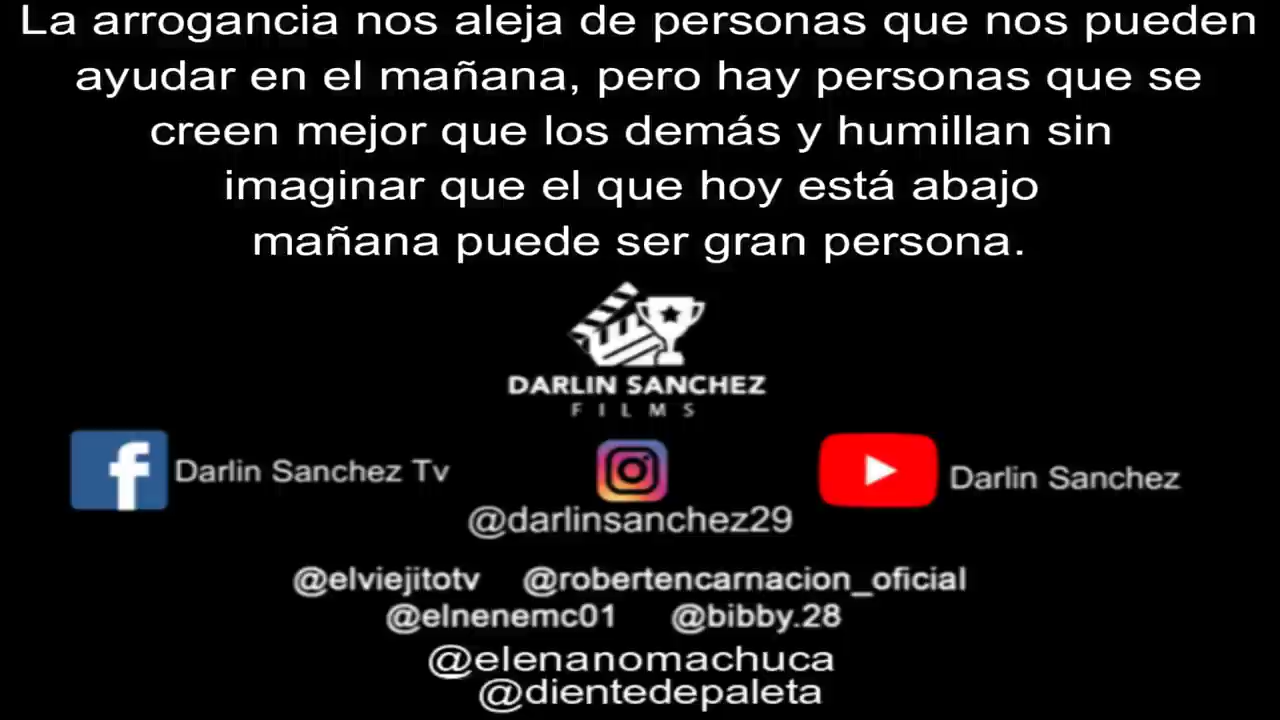 La arrogancia nos aleja de personas que nos pueden
ayudar en el mañana, pero hay personas que se
creen mejor que los demás y humillan sin
imaginar que el que hoy está abajo
mañana puede ser gran persona.
DARLIN SANCHEZ
FILMS
f Darlin Sanchez Tv
Darlin Sanchez
@darlinsanchez29
@elviejitotv @robertencarnacion_oficial
@elnenemc01 @bibby.28
@elenanomachuca
@dientedepaleta